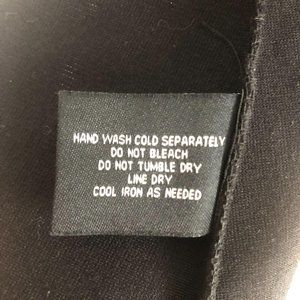 HAND WASH COLD SEPARATELY
DO NOT BLEACH
DO NOT TUMBLE DRY
LINE DRY
COOL IRON AS NEEDED